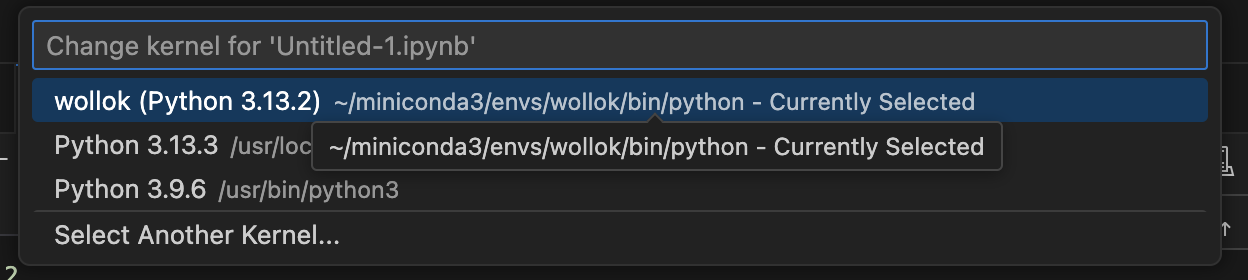 Change kernel for 'Untitled-1.ipynb'
wollok (Python 3.13.2) ~/miniconda3/envs/wollok/bin/python - Currently Selected
Python 3.13.3 /usr/loc
~/miniconda3/envs/wollok/bin/python - Currently Selected
Python 3.9.6 /usr/bin/python3
Select Another Kernel...
2